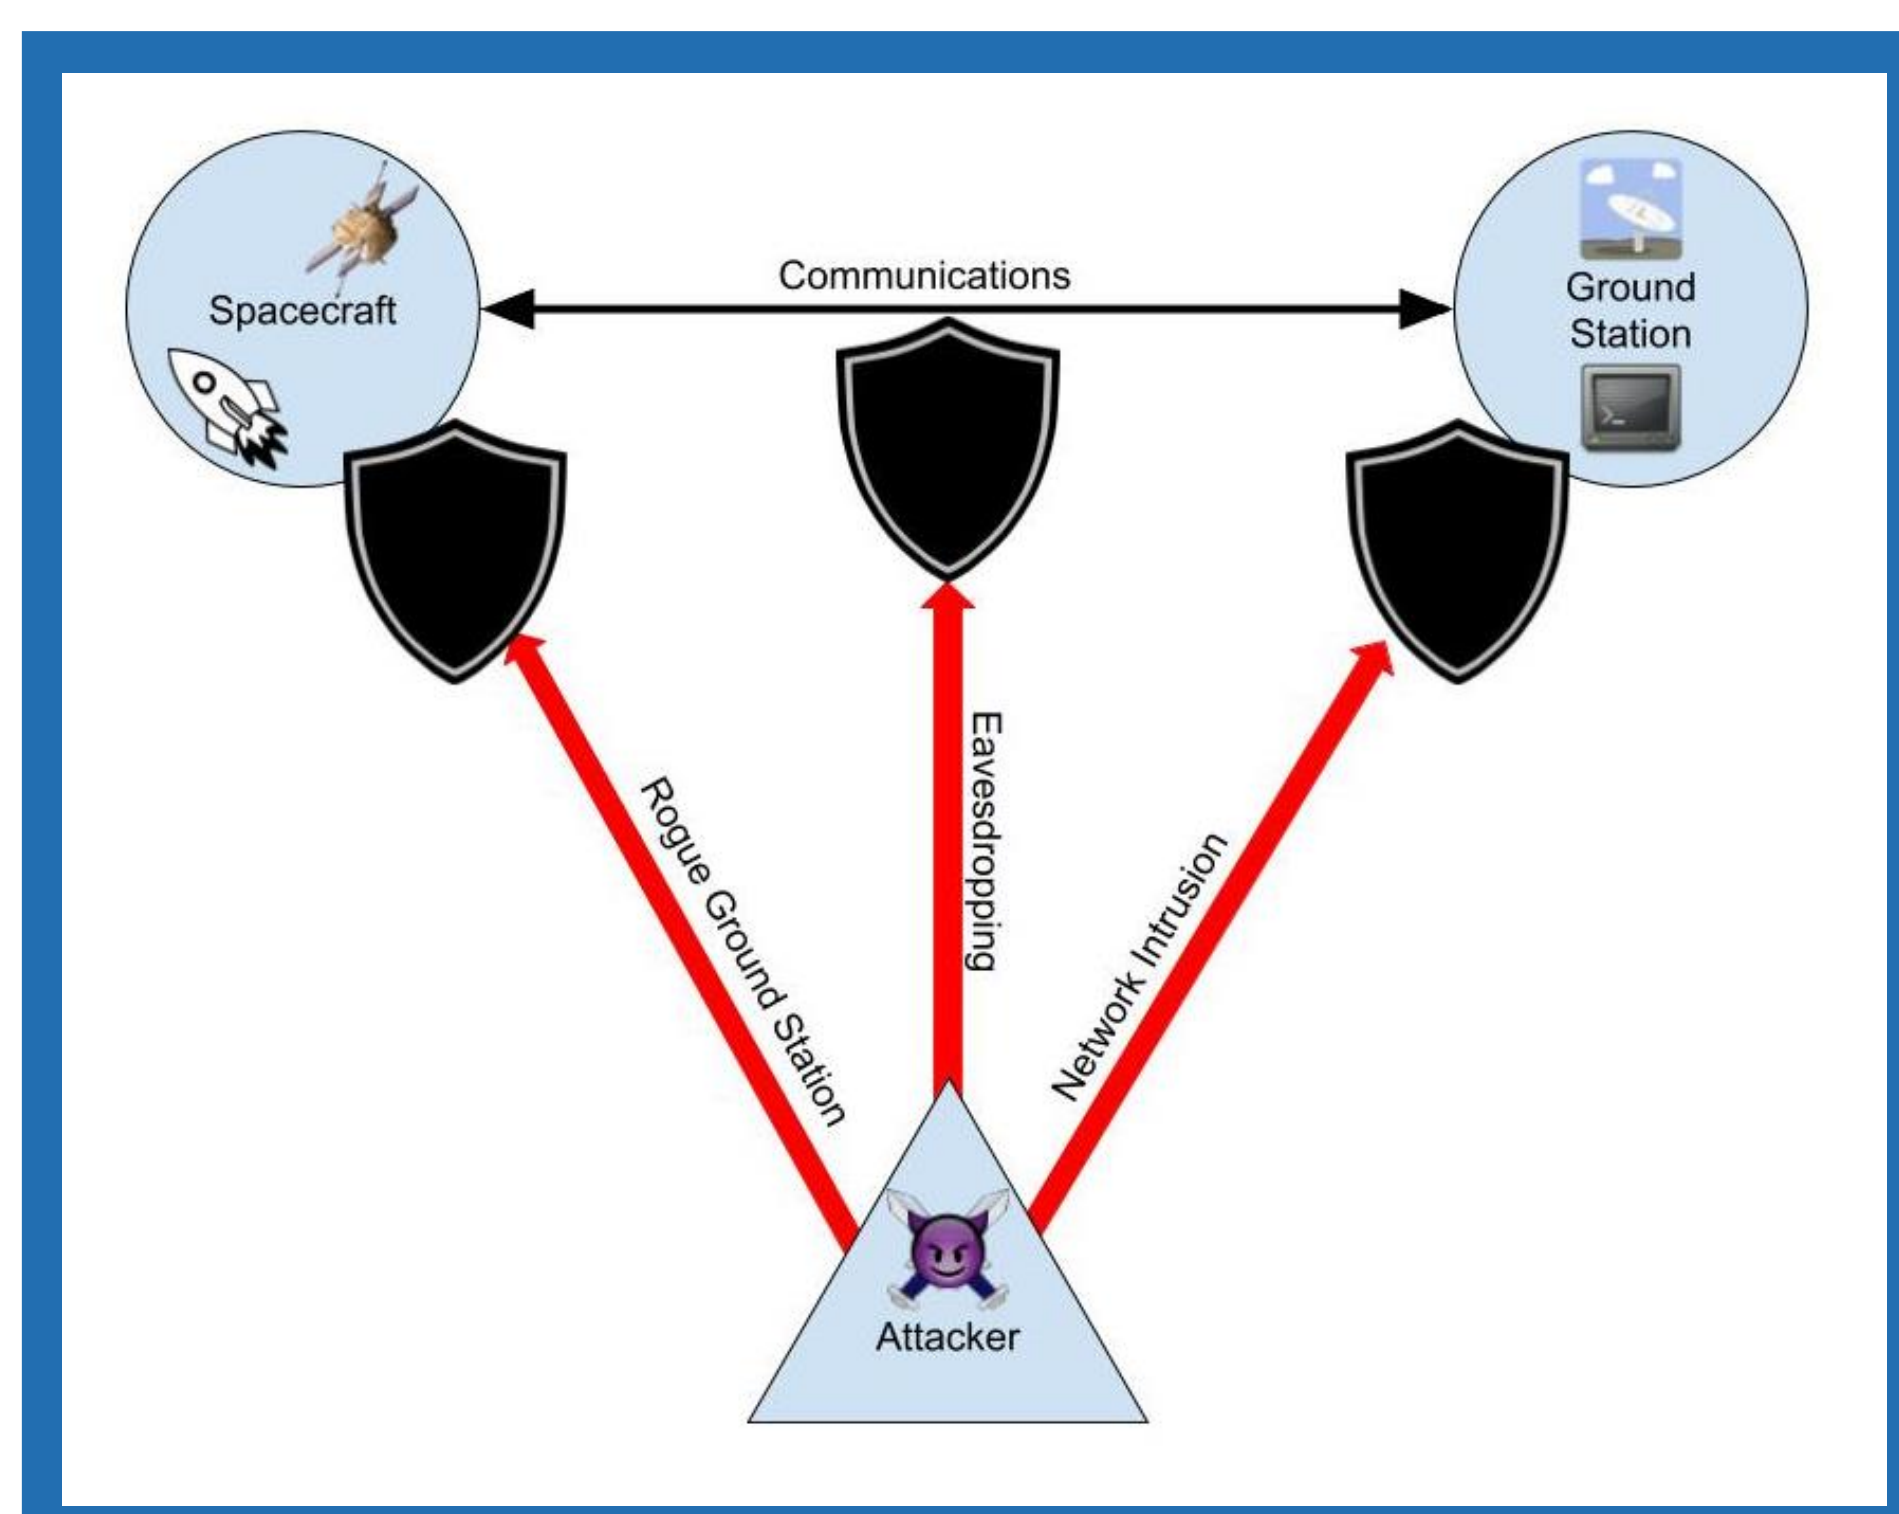 Communications
Spacecraft
Ground
Station
Rogue Ground Station
Eavesdropping
Network Intrusion
Attacker